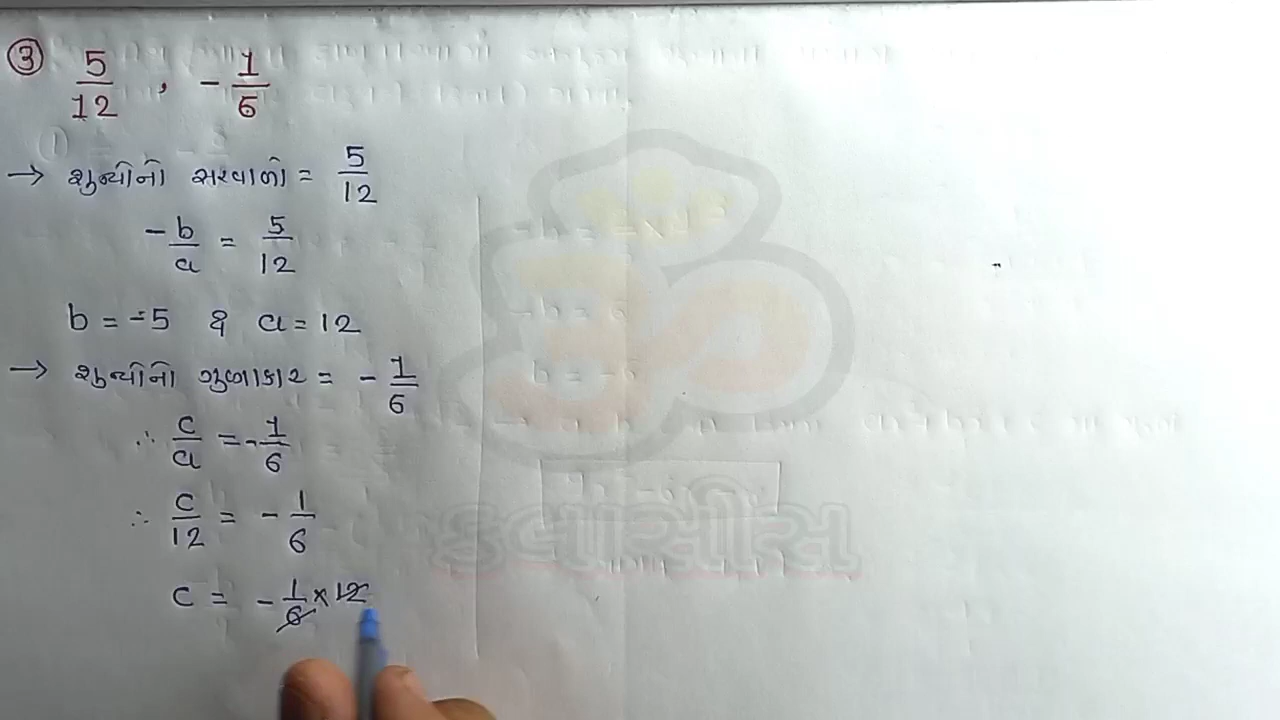 ③ 5/12 , - 1/6
→ શૂન્યોનો સરવાળો = 5/12
- b/a = 5/12
b = -5 & a = 12
→ શૂન્યોનો ગુણાકાર = - 1/6
∴ c/a = - 1/6
∴ c/12 = - 1/6
c = - 1/6 × 12
ક્લાસીસ